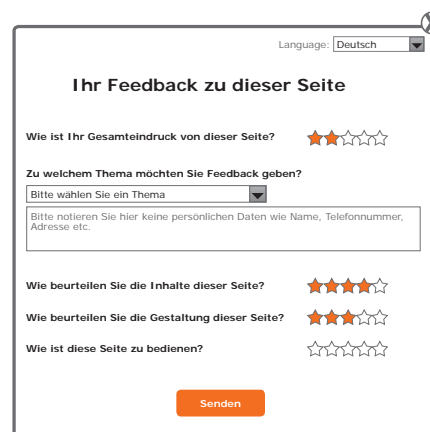 Language: Deutsch
Ihr Feedback zu dieser Seite
Wie ist Ihr Gesamteindruck von dieser Seite?
Zu welchem Thema möchten Sie Feedback geben?
Bitte wählen Sie ein Thema
Bitte notieren Sie hier keine persönlichen Daten wie Name, Telefonnummer,
Adresse etc.
Wie beurteilen Sie die Inhalte dieser Seite?
Wie beurteilen Sie die Gestaltung dieser Seite?
Wie ist diese Seite zu bedienen?
Senden